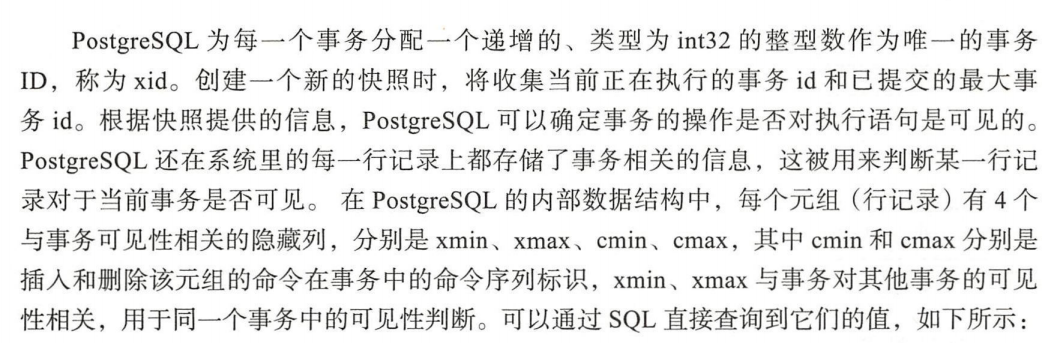 PostgreSQL 为每一个事务分配一个递增的、类型为 int32 的整型数作为唯一的事务
ID，称为 xid。创建一个新的快照时，将收集当前正在执行的事务 id 和已提交的最大事
务 id。根据快照提供的信息，PostgreSQL 可以确定事务的操作是否对执行语句是可见的。
PostgreSQL 还在系统里的每一行记录上都存储了事务相关的信息，这被用来判断某一行记
录对于当前事务是否可见。 在 PostgreSQL 的内部数据结构中，每个元组（行记录）有 4 个
与事务可见性相关的隐藏列，分别是 xmin、xmax、cmin、cmax，其中 cmin 和 cmax 分别是
插入和删除该元组的命令在事务中的命令序列标识，xmin、xmax 与事务对其他事务的可见
性相关，用于同一个事务中的可见性判断。可以通过 SQL 直接查询到它们的值，如下所示：